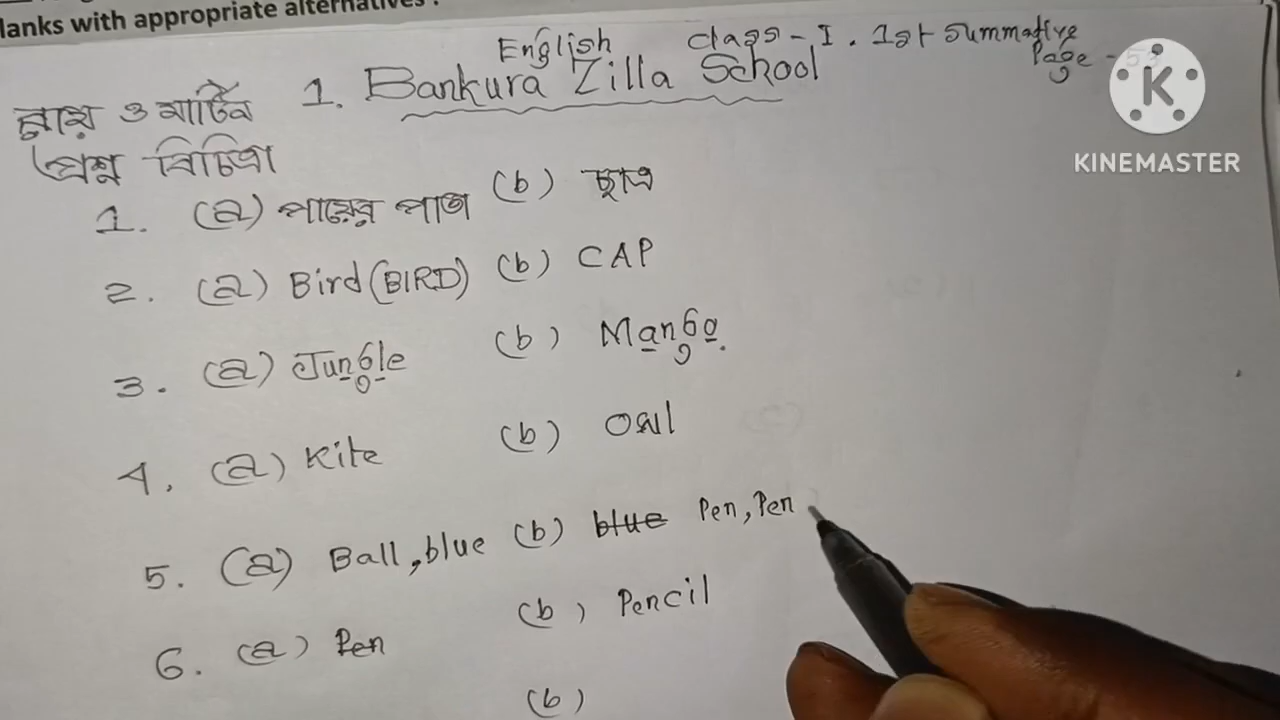 lanks with appropriate alternatives :
English Class - I . 1st Summative
Page - 5
1. Bankura Zilla School
রায় ও মার্টিন
প্রশ্ন বিচিত্রা
KINEMASTER
1. (a) পায়ের পাতা (b) ছাত্র
2. (a) Bird (BIRD) (b) CAP
3. (a) Jungle (b) Mango.
4. (a) Kite (b) Owl
5. (a) Ball, blue (b) blue Pen, Pen
6. (a) Pen (b) Pencil
(b)